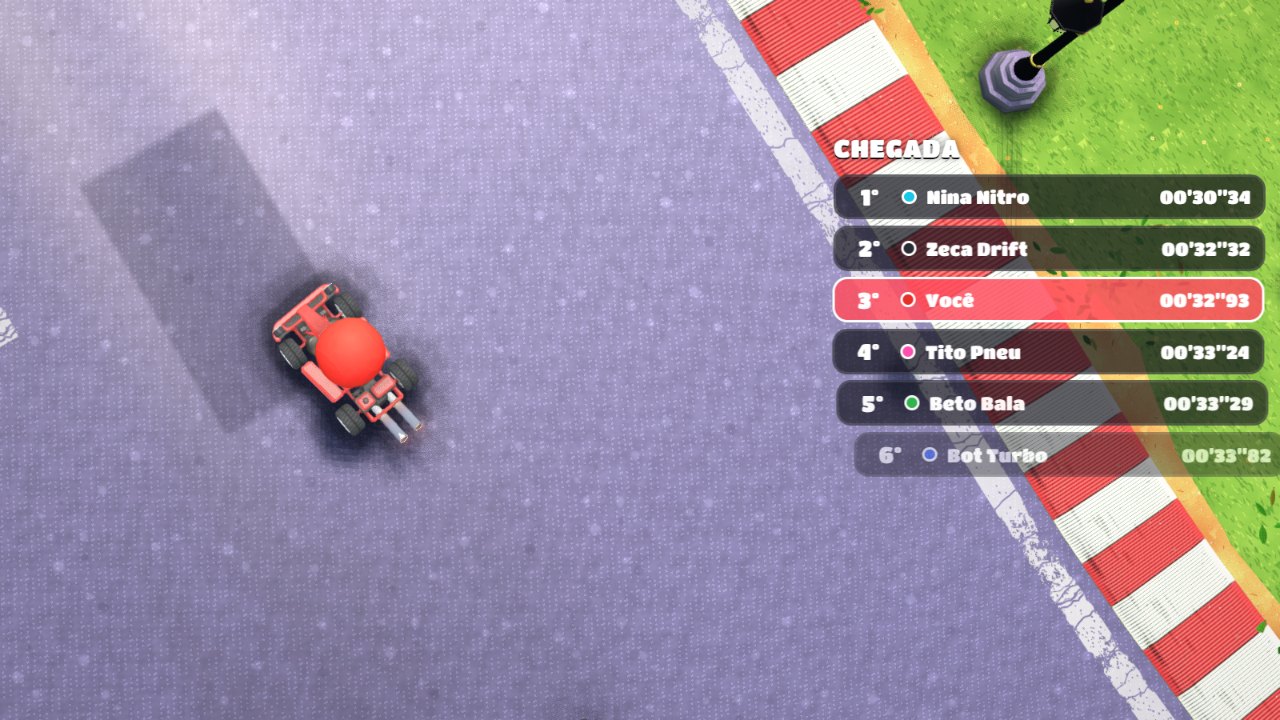 CHEGADA
1° Nina Nitro 00'30"34
2° Zeca Drift 00'32"32
3° Você 00'32"93
4° Tito Pneu 00'33"24
5° Beto Bala 00'33"29
6° Bot Turbo 00'33"82